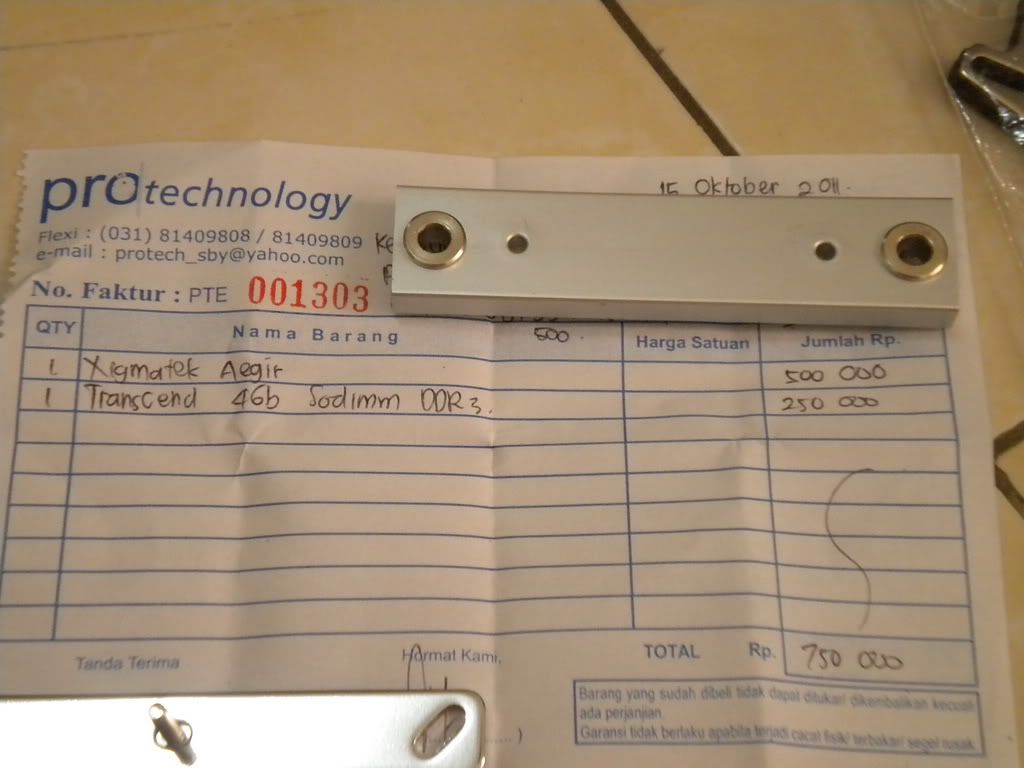 protechnology
15 Oktober 2011.
Flexi : (031) 81409808 / 81409809
e-mail : protech_sby@yahoo.com
No. Faktur : PTE 001303
500.
QTY Nama Barang Harga Satuan Jumlah Rp.
1 Xigmatek Aegir 500 000
1 Transcend 4Gb Sodimm DDR3. 250 000
Tanda Terima Hormat Kami, TOTAL Rp. 750 000
Barang yang sudah dibeli tidak dapat ditukar/ dikembalikan kecuali
ada perjanjian.
Garansi tidak berlaku apabila terjadi cacat fisik/ terbakar/ segel rusak